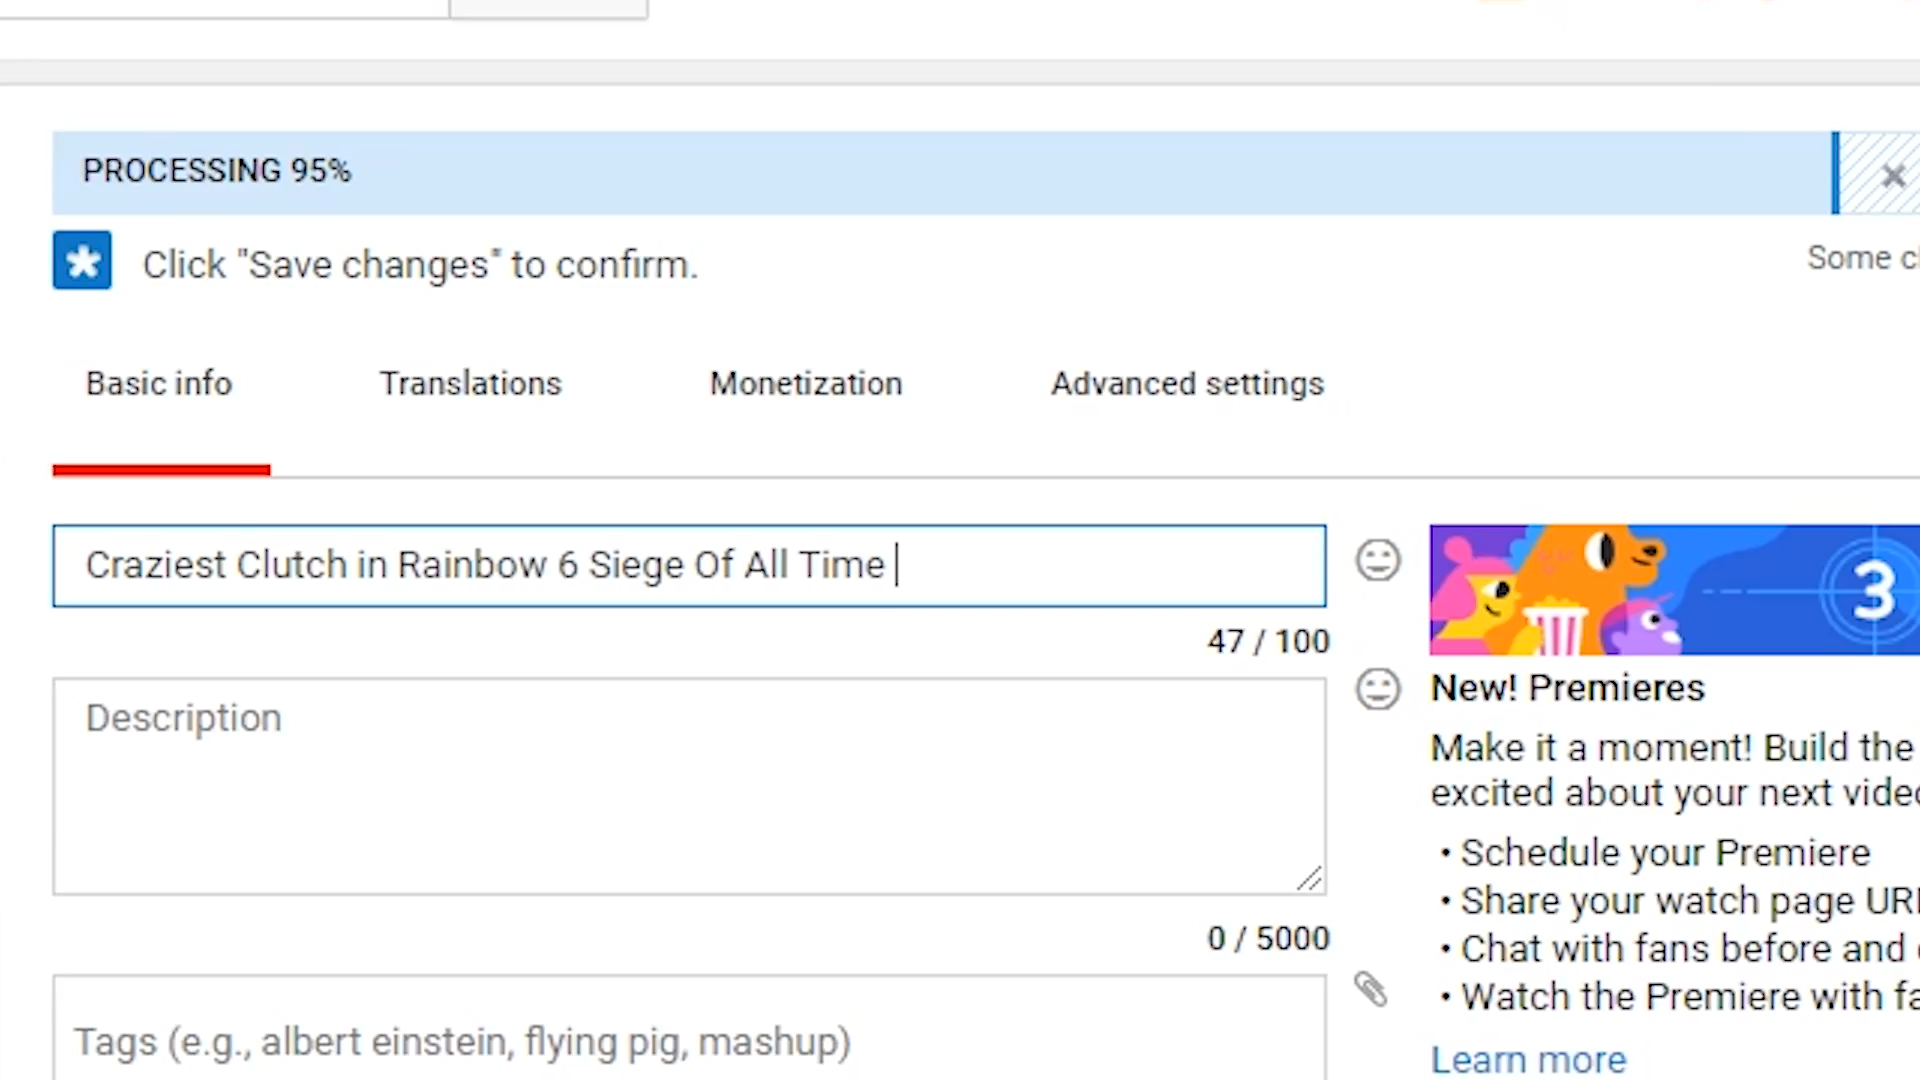 PROCESSING 95%
Click "Save changes" to confirm.
Some
Basic info
Translations
Monetization
Advanced settings
Craziest Clutch in Rainbow 6 Siege Of All Time
47 / 100
Description
0 / 5000
Tags (e.g., albert einstein, flying pig, mashup)
3
New! Premieres
Make it a moment! Build the
excited about your next
• Schedule your Premiere
• Share your watch page
• Chat with fans before and
• Watch the Premiere with
Learn more